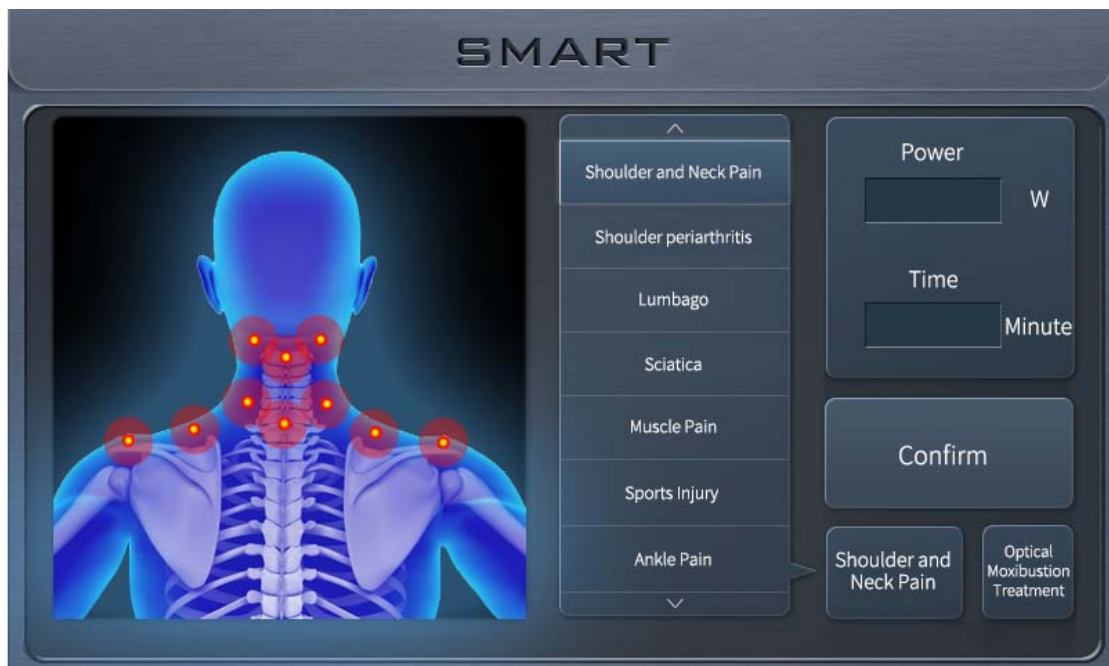 SMART
Shoulder and Neck Pain
Shoulder periarthritis
Lumbago
Sciatica
Muscle Pain
Sports Injury
Ankle Pain
Power
W
Time
Minute
Confirm
Shoulder and
Neck Pain
Optical
Moxibustion
Treatment